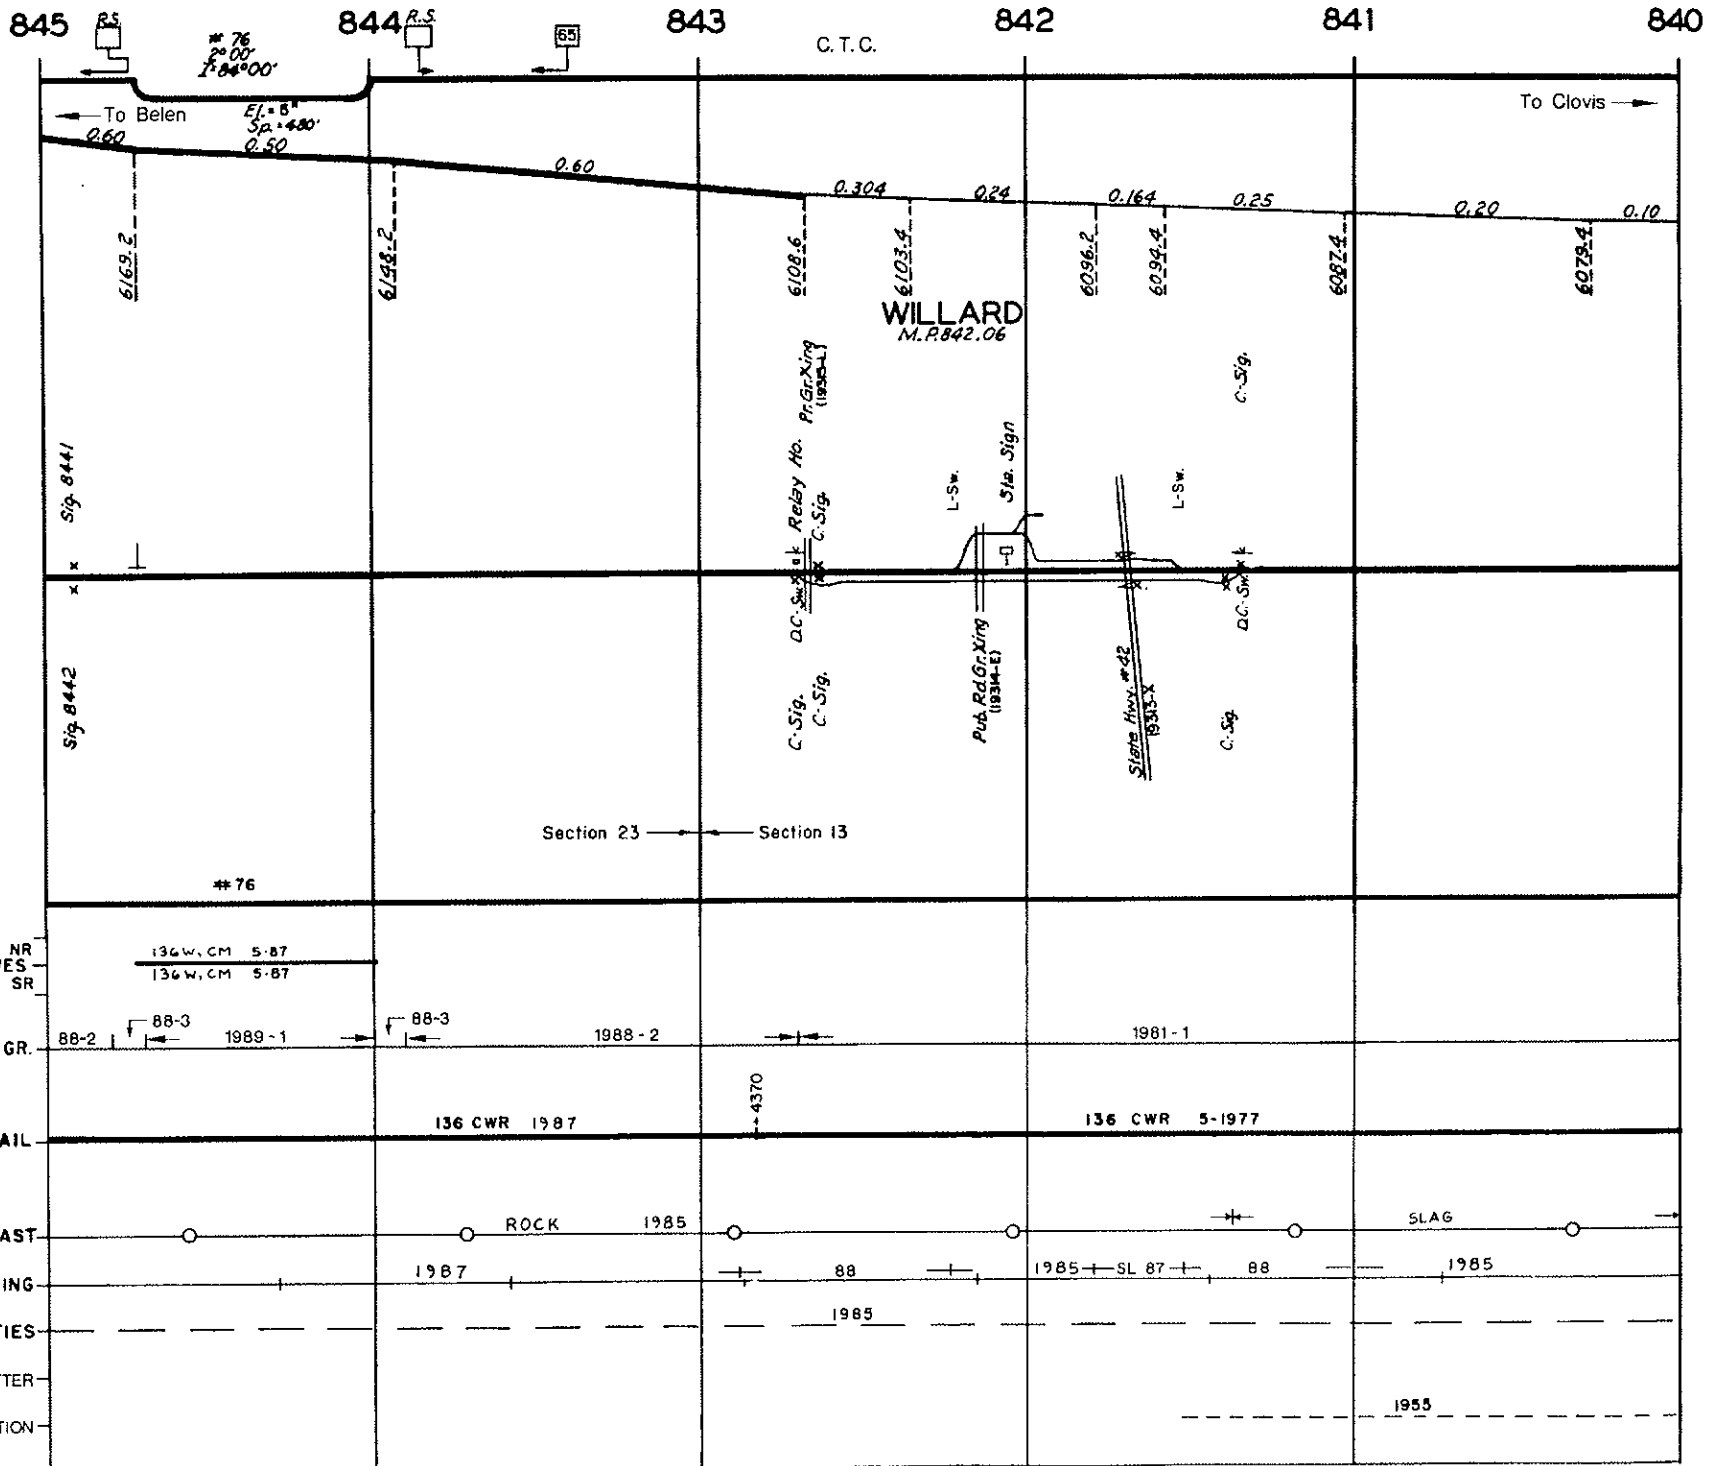 845 844 843 842 841 840
R.S. R.S. 65 C.T.C.
# 76
2°00'
I=84°00'
To Belen To Clovis
El.=5"
Sp.=480'
0.60 0.50 0.60 0.304 0.24 0.164 0.25 0.20 0.10
6169.2 6148.2 6108.6 6103.4 6096.2 6094.4 6087.4 6079.4
WILLARD
M.P.842.06
Sig. 8441
Sig. 8442
Relay Ho.
Pr.Gr.Xing
C-Sig.
D.C.-Sw.
C-Sig.
C-Sig.
L-Sw.
Sta. Sign
Pub.Rd.Gr.Xing
(19314-E)
State Hwy. #42
19313-X
L-Sw.
C-Sig.
D.C.-Sw.
C-Sig.
Section 23 Section 13
# 76
NR 136W, CM 5-87
ES
SR 136W, CM 5-87
GR. 88-2 88-3 1989-1 88-3 1988-2 1981-1
4370
AIL 136 CWR 1987 136 CWR 5-1977
AST ROCK 1985 SLAG
ING 1987 88 1985 SL 87 88 1985
TIES 1985
TTER
TION 1955